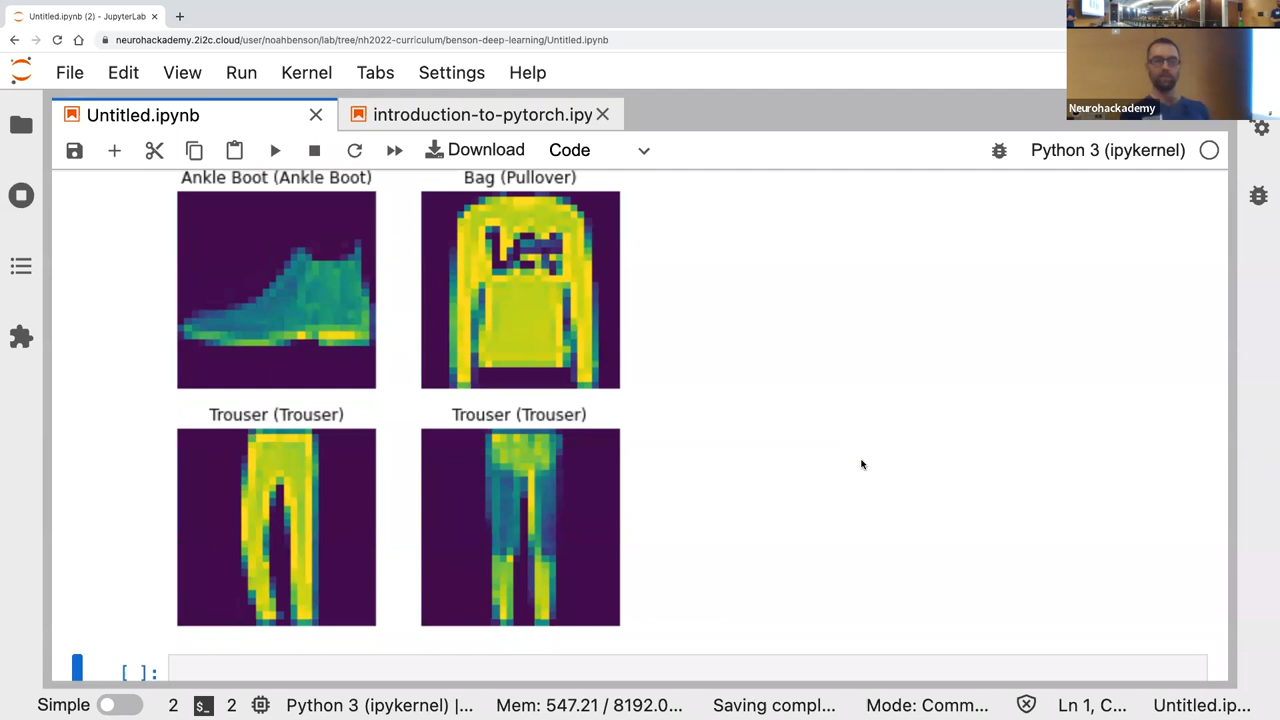 Untitled.ipynb (2) - JupyterLab
neurohackademy.2i2c.cloud/user/noahbenson/lab/tree/nh2022-curriculum/benson-deep-learning/Untitled.ipynb
File Edit View Run Kernel Tabs Settings Help
Neurohackademy
Untitled.ipynb introduction-to-pytorch.ipy
Download Code Python 3 (ipykernel)
Ankle Boot (Ankle Boot) Bag (Pullover)
Trouser (Trouser) Trouser (Trouser)
[ ]:
Simple 2 2 Python 3 (ipykernel) |... Mem: 547.21 / 8192.0... Saving compl... Mode: Comm... Ln 1, C... Untitled.ip...